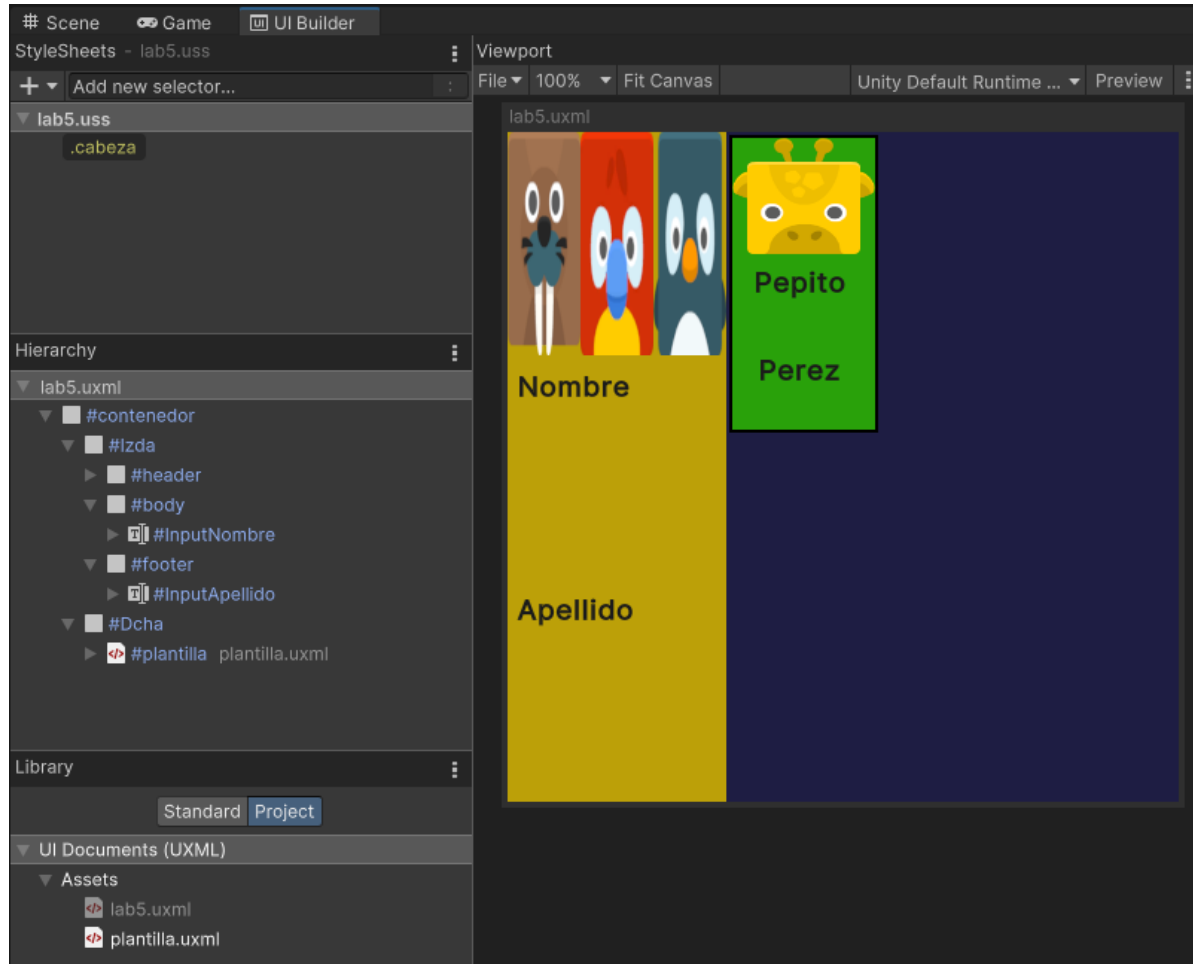 Scene Game UI Builder
StyleSheets - lab5.uss
Add new selector...
lab5.uss
.cabeza
Hierarchy
lab5.uxml
#contenedor
#Izda
#header
#body
#InputNombre
#footer
#InputApellido
#Dcha
#plantilla plantilla.uxml
Library
Standard Project
UI Documents (UXML)
Assets
lab5.uxml
plantilla.uxml
Viewport
File 100% Fit Canvas Unity Default Runtime ... Preview
lab5.uxml
Nombre
Apellido
Pepito
Perez